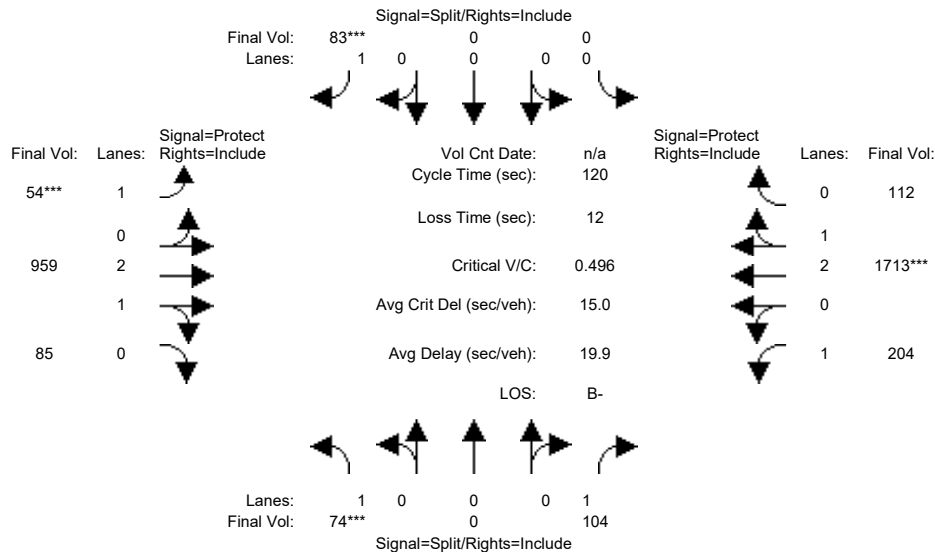 Signal=Split/Rights=Include
Final Vol: 83*** 0 0
Lanes: 1 0 0 0 0
Signal=Protect Signal=Protect
Final Vol: Lanes: Rights=Include Vol Cnt Date: n/a Rights=Include Lanes: Final Vol:
Cycle Time (sec): 120
54*** 1 0 112
Loss Time (sec): 12
0 1
959 2 Critical V/C: 0.496 2 1713***
1 Avg Crit Del (sec/veh): 15.0 0
85 0 Avg Delay (sec/veh): 19.9 1 204
LOS: B-
Lanes: 1 0 0 0 1
Final Vol: 74*** 0 104
Signal=Split/Rights=Include